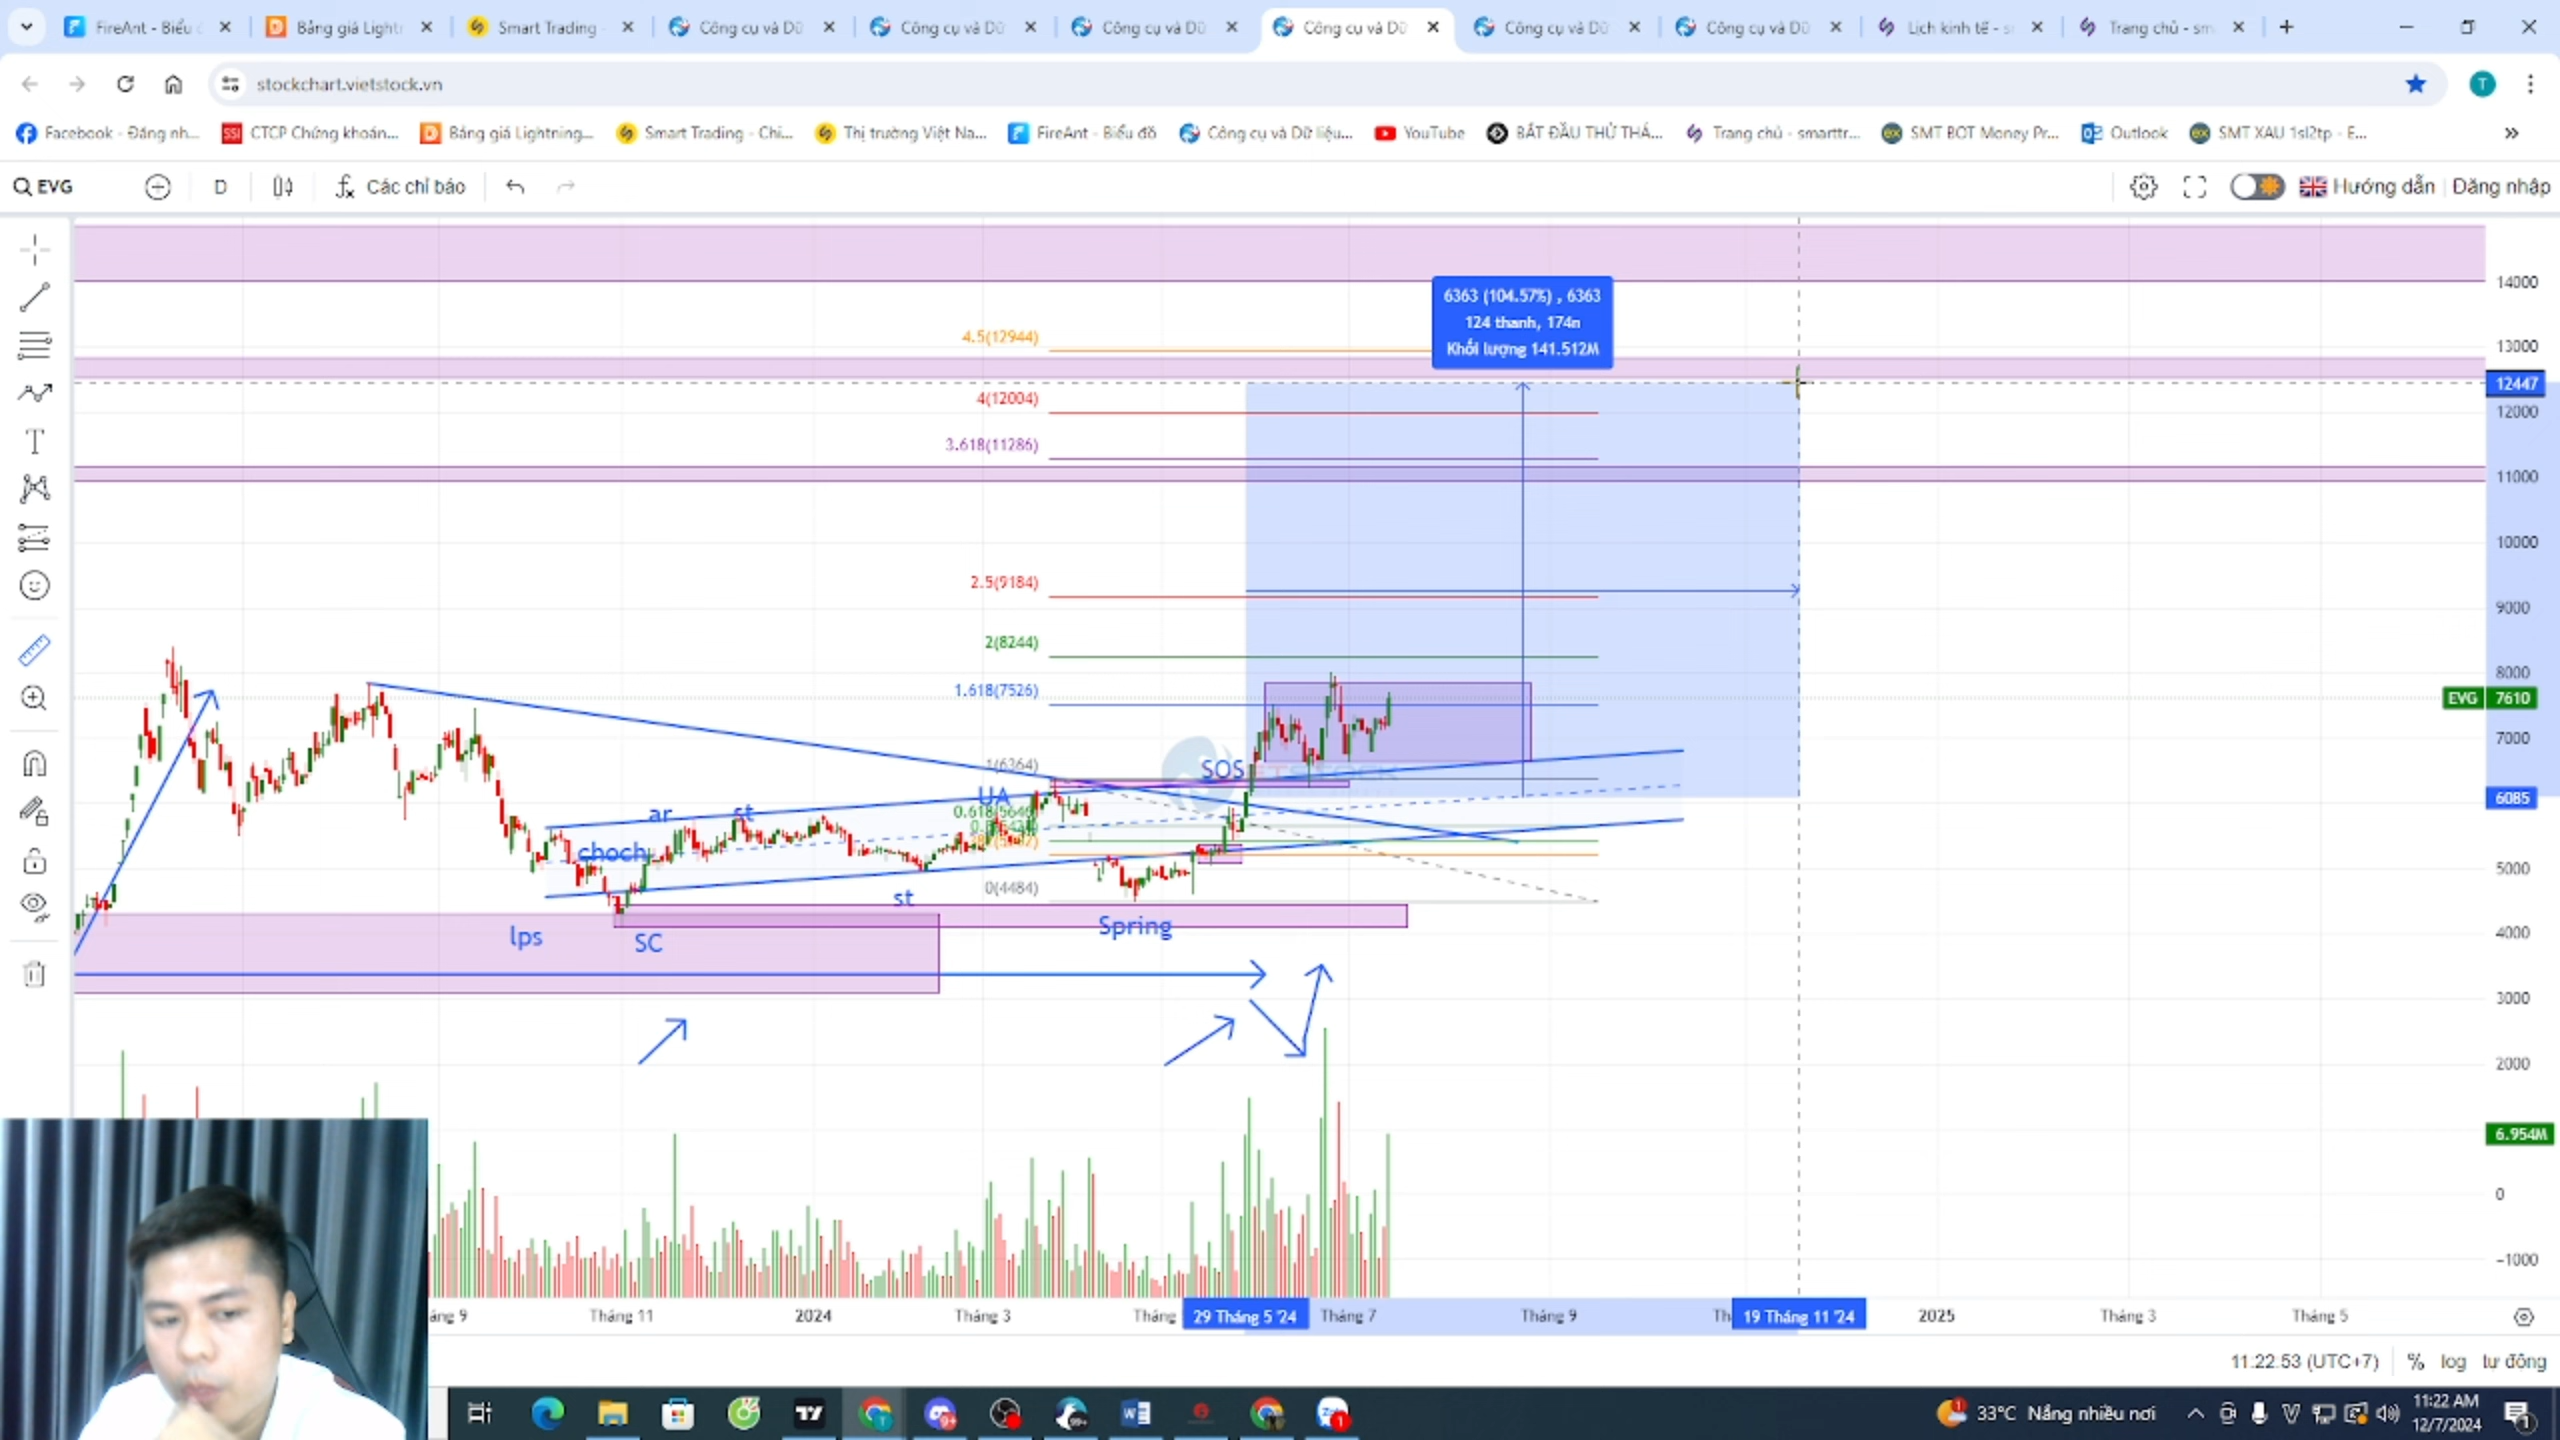 FireAnt - Biểu đ
Bảng giá Lightn
Smart Trading -
Công cụ và Dữ
Công cụ và Dữ
Công cụ và Dữ
Công cụ và Dữ
Công cụ và Dữ
Công cụ và Dữ
Lịch kinh tế - s
Trang chủ - sm
stockchart.vietstock.vn
Facebook - Đăng nh...
SSI CTCP Chứng khoán...
Bảng giá Lightning...
Smart Trading - Chi...
Thị trường Việt Na...
FireAnt - Biểu đồ
Công cụ và Dữ liệu...
YouTube
BẮT ĐẦU THỬ THÁ...
Trang chủ - smarttr...
SMT BOT Money Pr...
Outlook
SMT XAU 1sl2tp - E...
EVG
D
Các chỉ báo
Hướng dẫn
Đăng nhập
6363 (104.57%) , 6363
124 thanh, 174n
Khối lượng 141.512M
4.5(12944)
4(12004)
3.618(11286)
2.5(9184)
2(8244)
1.618(7526)
1(6364)
0(4484)
SOS
UA
ar
st
choch
st
lps
SC
Spring
14000
13000
12447
12000
11000
10000
9000
8000
EVG 7610
7000
6085
5000
4000
3000
2000
6.954M
0
-1000
áng 9
Tháng 11
2024
Tháng 3
Tháng
29 Tháng 5 '24
Tháng 7
Tháng 9
Th
19 Tháng 11 '24
2025
Tháng 3
Tháng 5
11:22:53 (UTC+7)
%
log
tự động
33°C Nắng nhiều nơi
11:22 AM
12/7/2024